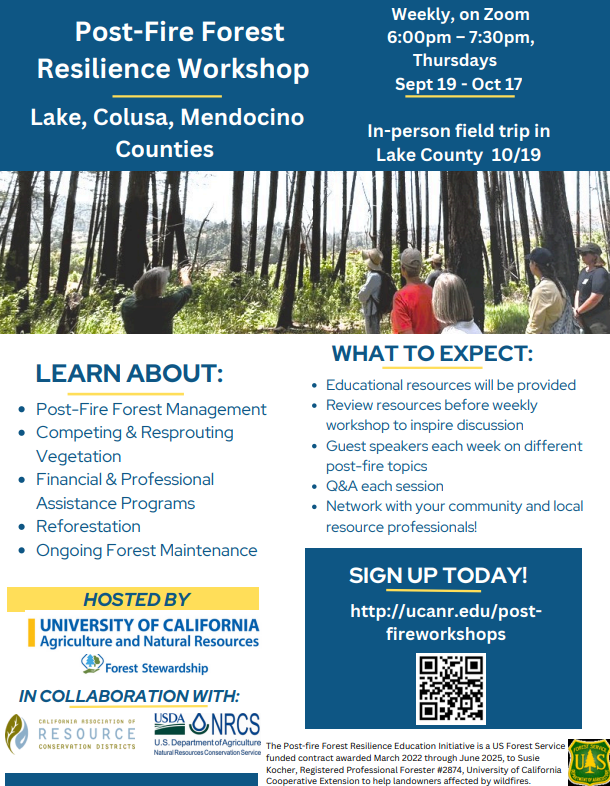 Post-Fire Forest
Resilience Workshop
Lake, Colusa, Mendocino
Counties
Weekly, on Zoom
6:00pm – 7:30pm,
Thursdays
Sept 19 - Oct 17
In-person field trip in
Lake County 10/19
LEARN ABOUT:
Post-Fire Forest Management
Competing & Resprouting
Vegetation
Financial & Professional
Assistance Programs
Reforestation
Ongoing Forest Maintenance
WHAT TO EXPECT:
Educational resources will be provided
Review resources before weekly
workshop to inspire discussion
Guest speakers each week on different
post-fire topics
Q&A each session
Network with your community and local
resource professionals!
HOSTED BY
UNIVERSITY OF CALIFORNIA
Agriculture and Natural Resources
Forest Stewardship
IN COLLABORATION WITH:
CALIFORNIA ASSOCIATION OF
RESOURCE
CONSERVATION DISTRICTS
USDA NRCS
U.S. Department of Agriculture
Natural Resources Conservation Service
SIGN UP TODAY!
http://ucanr.edu/post-
fireworkshops
The Post-fire Forest Resilience Education Initiative is a US Forest Service
funded contract awarded March 2022 through June 2025, to Susie
Kocher, Registered Professional Forester #2874, University of California
Cooperative Extension to help landowners affected by wildfires.
FOREST SERVICE
U S
DEPARTMENT OF AGRICULTURE